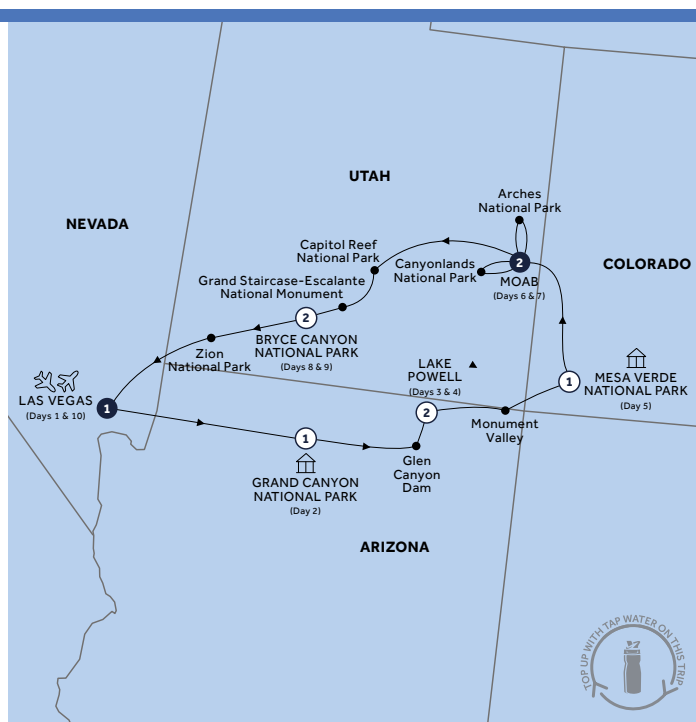 UTAH
Arches
National Park
NEVADA
Capitol Reef
National Park
Canyonlands
National Park
2
MOAB
(Days 6 & 7)
COLORADO
Grand Staircase-Escalante
National Monument
2
BRYCE CANYON
NATIONAL PARK
(Days 8 & 9)
Zion
National Park
LAKE
POWELL
(Days 3 & 4)
1
MESA VERDE
NATIONAL PARK
(Day 5)
LAS VEGAS
(Days 1 & 10)
1
2
Monument
Valley
1
GRAND CANYON
NATIONAL PARK
(Day 2)
Glen
Canyon
Dam
ARIZONA
TOP UP WITH TAP WATER ON THIS TRIP